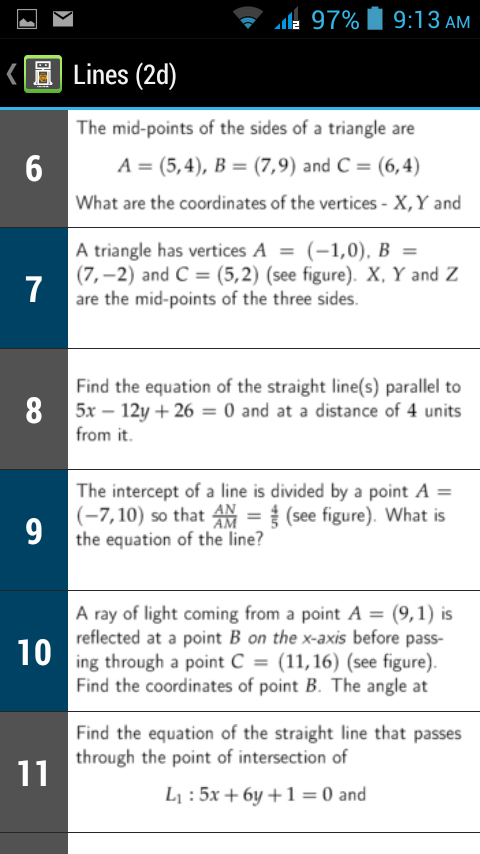 97% 9:13 AM
Lines (2d)
6
The mid-points of the sides of a triangle are
A = (5,4), B = (7,9) and C = (6,4)
What are the coordinates of the vertices - X, Y and
7
A triangle has vertices A = (−1,0), B =
(7,−2) and C = (5,2) (see figure). X, Y and Z
are the mid-points of the three sides.
8
Find the equation of the straight line(s) parallel to
5x − 12y + 26 = 0 and at a distance of 4 units
from it.
9
The intercept of a line is divided by a point A =
(−7,10) so that AN/AM = 4/5 (see figure). What is
the equation of the line?
10
A ray of light coming from a point A = (9,1) is
reflected at a point B on the x-axis before pass-
ing through a point C = (11,16) (see figure).
Find the coordinates of point B. The angle at
11
Find the equation of the straight line that passes
through the point of intersection of
L₁ : 5x + 6y + 1 = 0 and